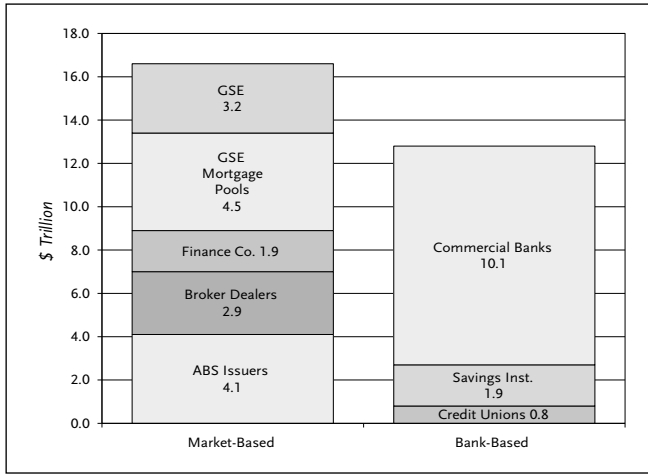 18.0
16.0
14.0
12.0
10.0
8.0
6.0
4.0
2.0
0.0
$ Trillion
GSE
3.2
GSE
Mortgage
Pools
4.5
Finance Co. 1.9
Broker Dealers
2.9
ABS Issuers
4.1
Commercial Banks
10.1
Savings Inst.
1.9
Credit Unions 0.8
Market-Based
Bank-Based